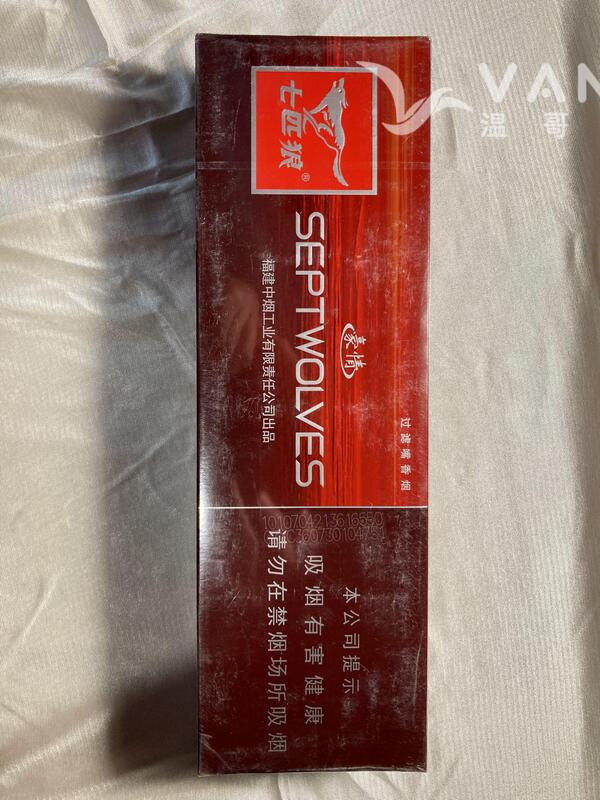 七匹狼®
SEPTWOLVES
豪情
福建中烟工业有限责任公司出品
过滤嘴香烟
1010704213616550
本公司提示
吸烟有害健康
请勿在禁烟场所吸烟
VAN
温哥